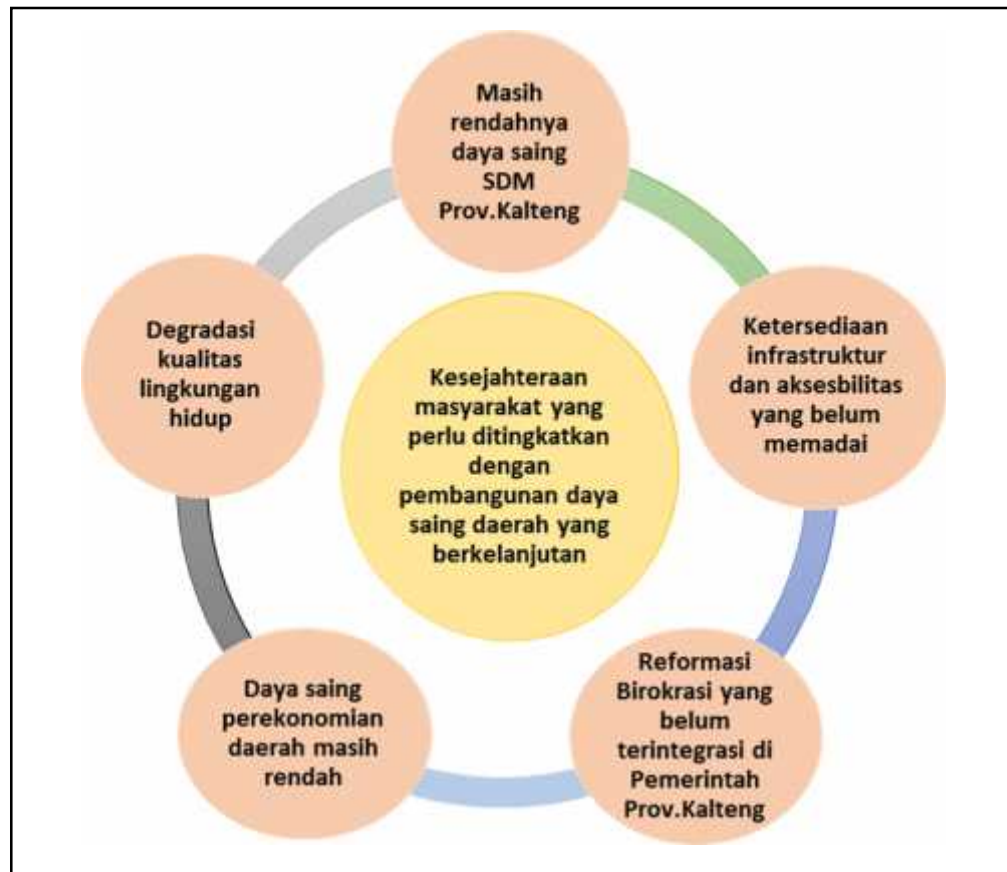 Masih
rendahnya
daya saing
SDM
Prov.Kalteng
Ketersediaan
infrastruktur
dan aksesbilitas
yang belum
memadai
Reformasi
Birokrasi yang
belum
terintegrasi di
Pemerintah
Prov.Kalteng
Daya saing
perekonomian
daerah masih
rendah
Degradasi
kualitas
lingkungan
hidup
Kesejahteraan
masyarakat yang
perlu ditingkatkan
dengan
pembangunan daya
saing daerah yang
berkelanjutan